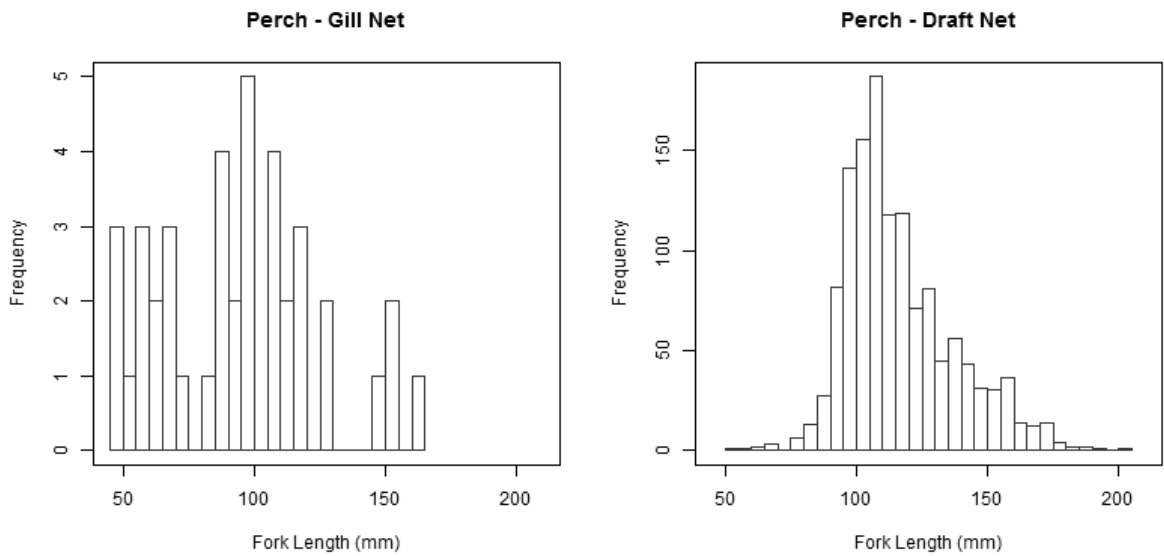 Perch - Gill Net
Frequency
5
4
3
2
1
0
50 100 150 200
Fork Length (mm)
Perch - Draft Net
Frequency
150
100
50
0
50 100 150 200
Fork Length (mm)